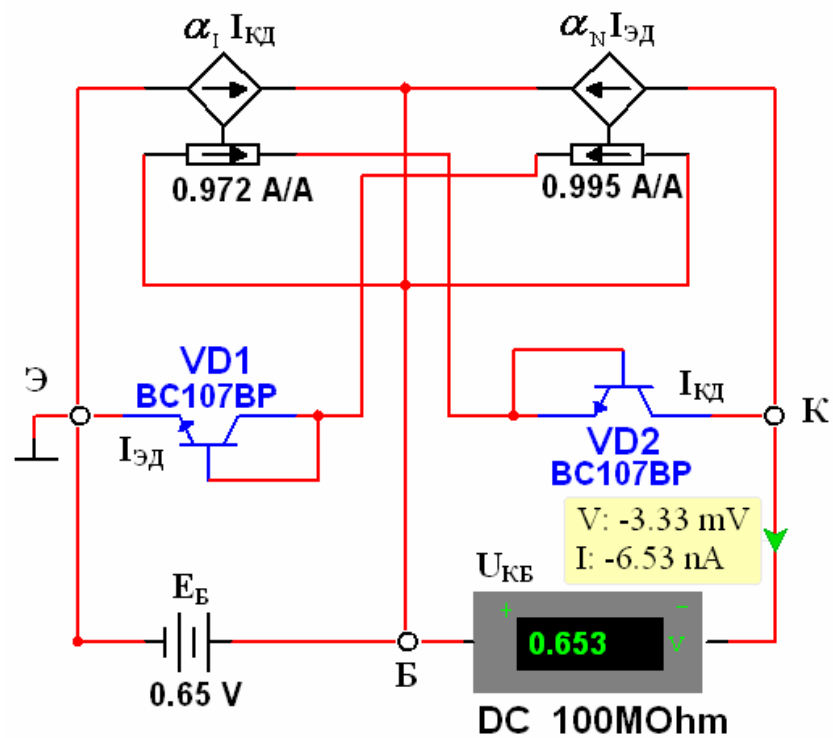 α_I I_КД
α_N I_ЭД
0.972 A/A
0.995 A/A
Э
VD1
BC107BP
I_ЭД
I_КД
К
VD2
BC107BP
V: -3.33 mV
I: -6.53 nA
E_Б
U_КБ
+ −
0.653 V
0.65 V
Б
DC 100MOhm